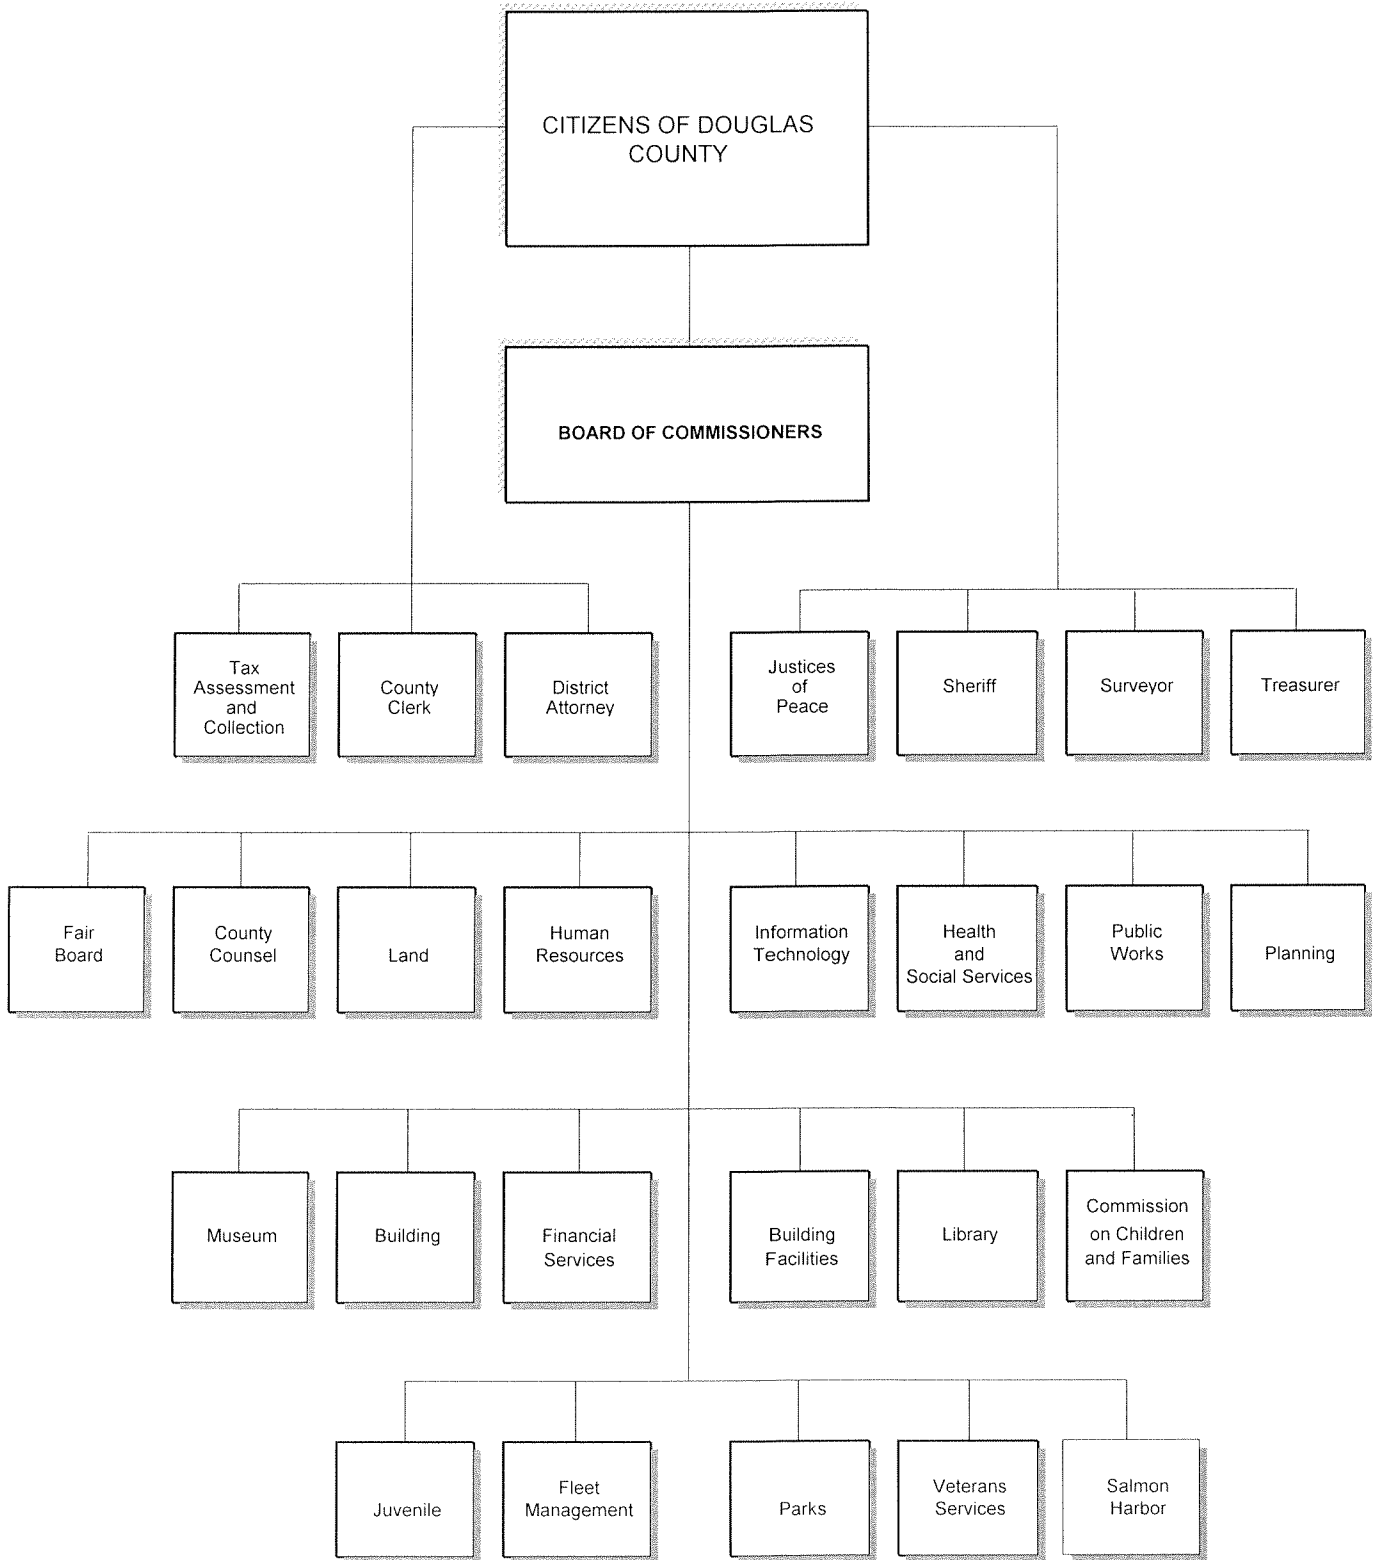 CITIZENS OF DOUGLAS
COUNTY
BOARD OF COMMISSIONERS
Tax
Assessment
and
Collection
County
Clerk
District
Attorney
Justices
of
Peace
Sheriff
Surveyor
Treasurer
Fair
Board
County
Counsel
Land
Human
Resources
Information
Technology
Health
and
Social Services
Public
Works
Planning
Museum
Building
Financial
Services
Building
Facilities
Library
Commission
on Children
and Families
Juvenile
Fleet
Management
Parks
Veterans
Services
Salmon
Harbor